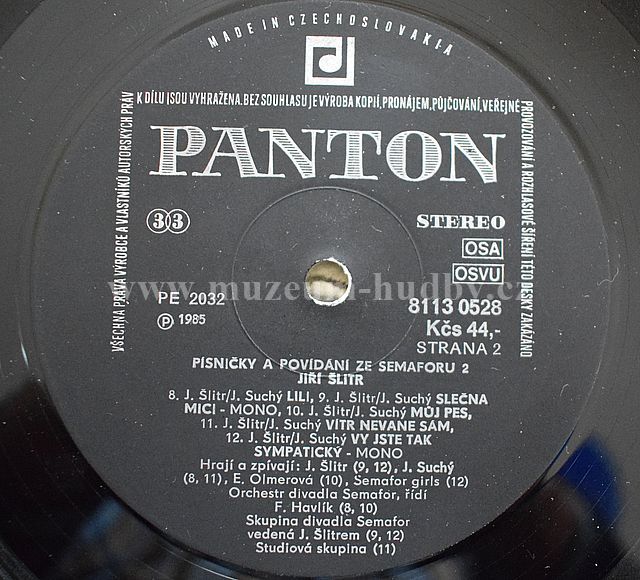 MADE IN CZECHOSLOVAKIA
VŠECHNA PRÁVA VÝROBCE A VLASTNÍKŮ AUTORSKÝCH PRÁV
K DÍLU JSOU VYHRAŽENA. BEZ SOUHLASU JE VÝROBA KOPIÍ, PRONÁJEM, PŮJČOVÁNÍ, VEŘEJNÉ
PROVOZOVÁNÍ A ROZHLASOVÉ ŠÍŘENÍ TÉTO DESKY ZAKÁZÁNO
PANTON
33
STEREO
OSA
OSVU
www.muzeum-hudby.cz
PE 2032
8113 0528
Ⓟ 1985
Kčs 44,-
STRANA 2
PÍSNIČKY A POVÍDÁNÍ ZE SEMAFORU 2
JIŘÍ ŠLITR
8. J. Šlitr/J. Suchý LILI, 9. J. Šlitr/J. Suchý SLEČNA
MICI - MONO, 10. J. Šlitr/J. Suchý MŮJ PES,
11. J. Šlitr/J. Suchý VÍTR NEVANE SÁM,
12. J. Šlitr/J. Suchý VY JSTE TAK
SYMPATICKÝ - MONO
Hrají a zpívají: J. Šlitr (9, 12), J. Suchý
(8, 11), E. Olmerová (10), Semafor girls (12)
Orchestr divadla Semafor, řídí
F. Havlík (8, 10)
Skupina divadla Semafor
vedená J. Šlitrem (9, 12)
Studiová skupina (11)